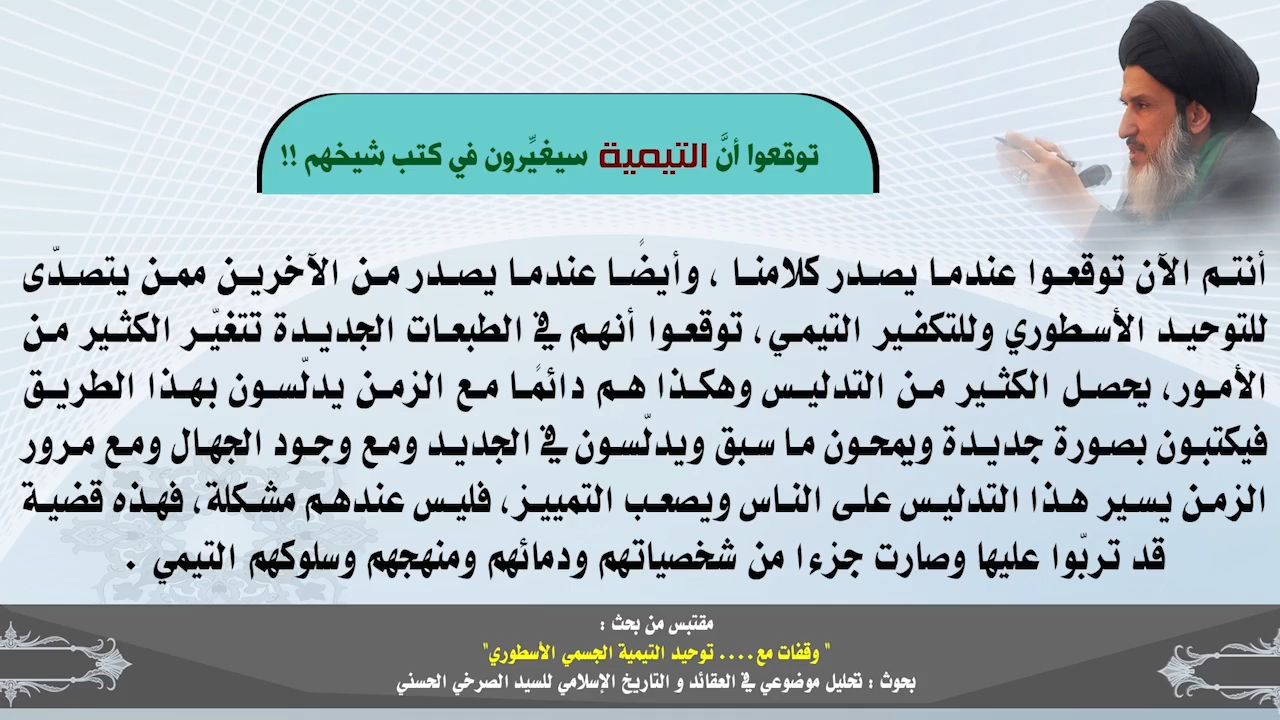 توقعوا أنَّ التيمية سيغيِّرون في كتب شيخهم !!
أنتم الآن توقعوا عندما يصدر كلامنا ، وأيضًا عندما يصدر من الآخرين ممن يتصدّى
للتوحيد الأسطوري وللتكفير التيمي، توقعوا أنهم في الطبعات الجديدة تتغيّر الكثير من
الأمور، يحصل الكثير من التدليس وهكذا هم دائمًا مع الزمن يدلّسون بهذا الطريق
فيكتبون بصورة جديدة ويمحون ما سبق ويدلّسون في الجديد ومع وجود الجهال ومع مرور
الزمن يسير هذا التدليس على الناس ويصعب التمييز، فليس عندهم مشكلة، فهذه قضية
قد تربّوا عليها وصارت جزءا من شخصياتهم ودمائهم ومنهجهم وسلوكهم التيمي .
مقتبس من بحث :
" وقفات مع.... توحيد التيمية الجسمي الأسطوري"
بحوث : تحليل موضوعي في العقائد و التاريخ الإسلامي للسيد الصرخي الحسني